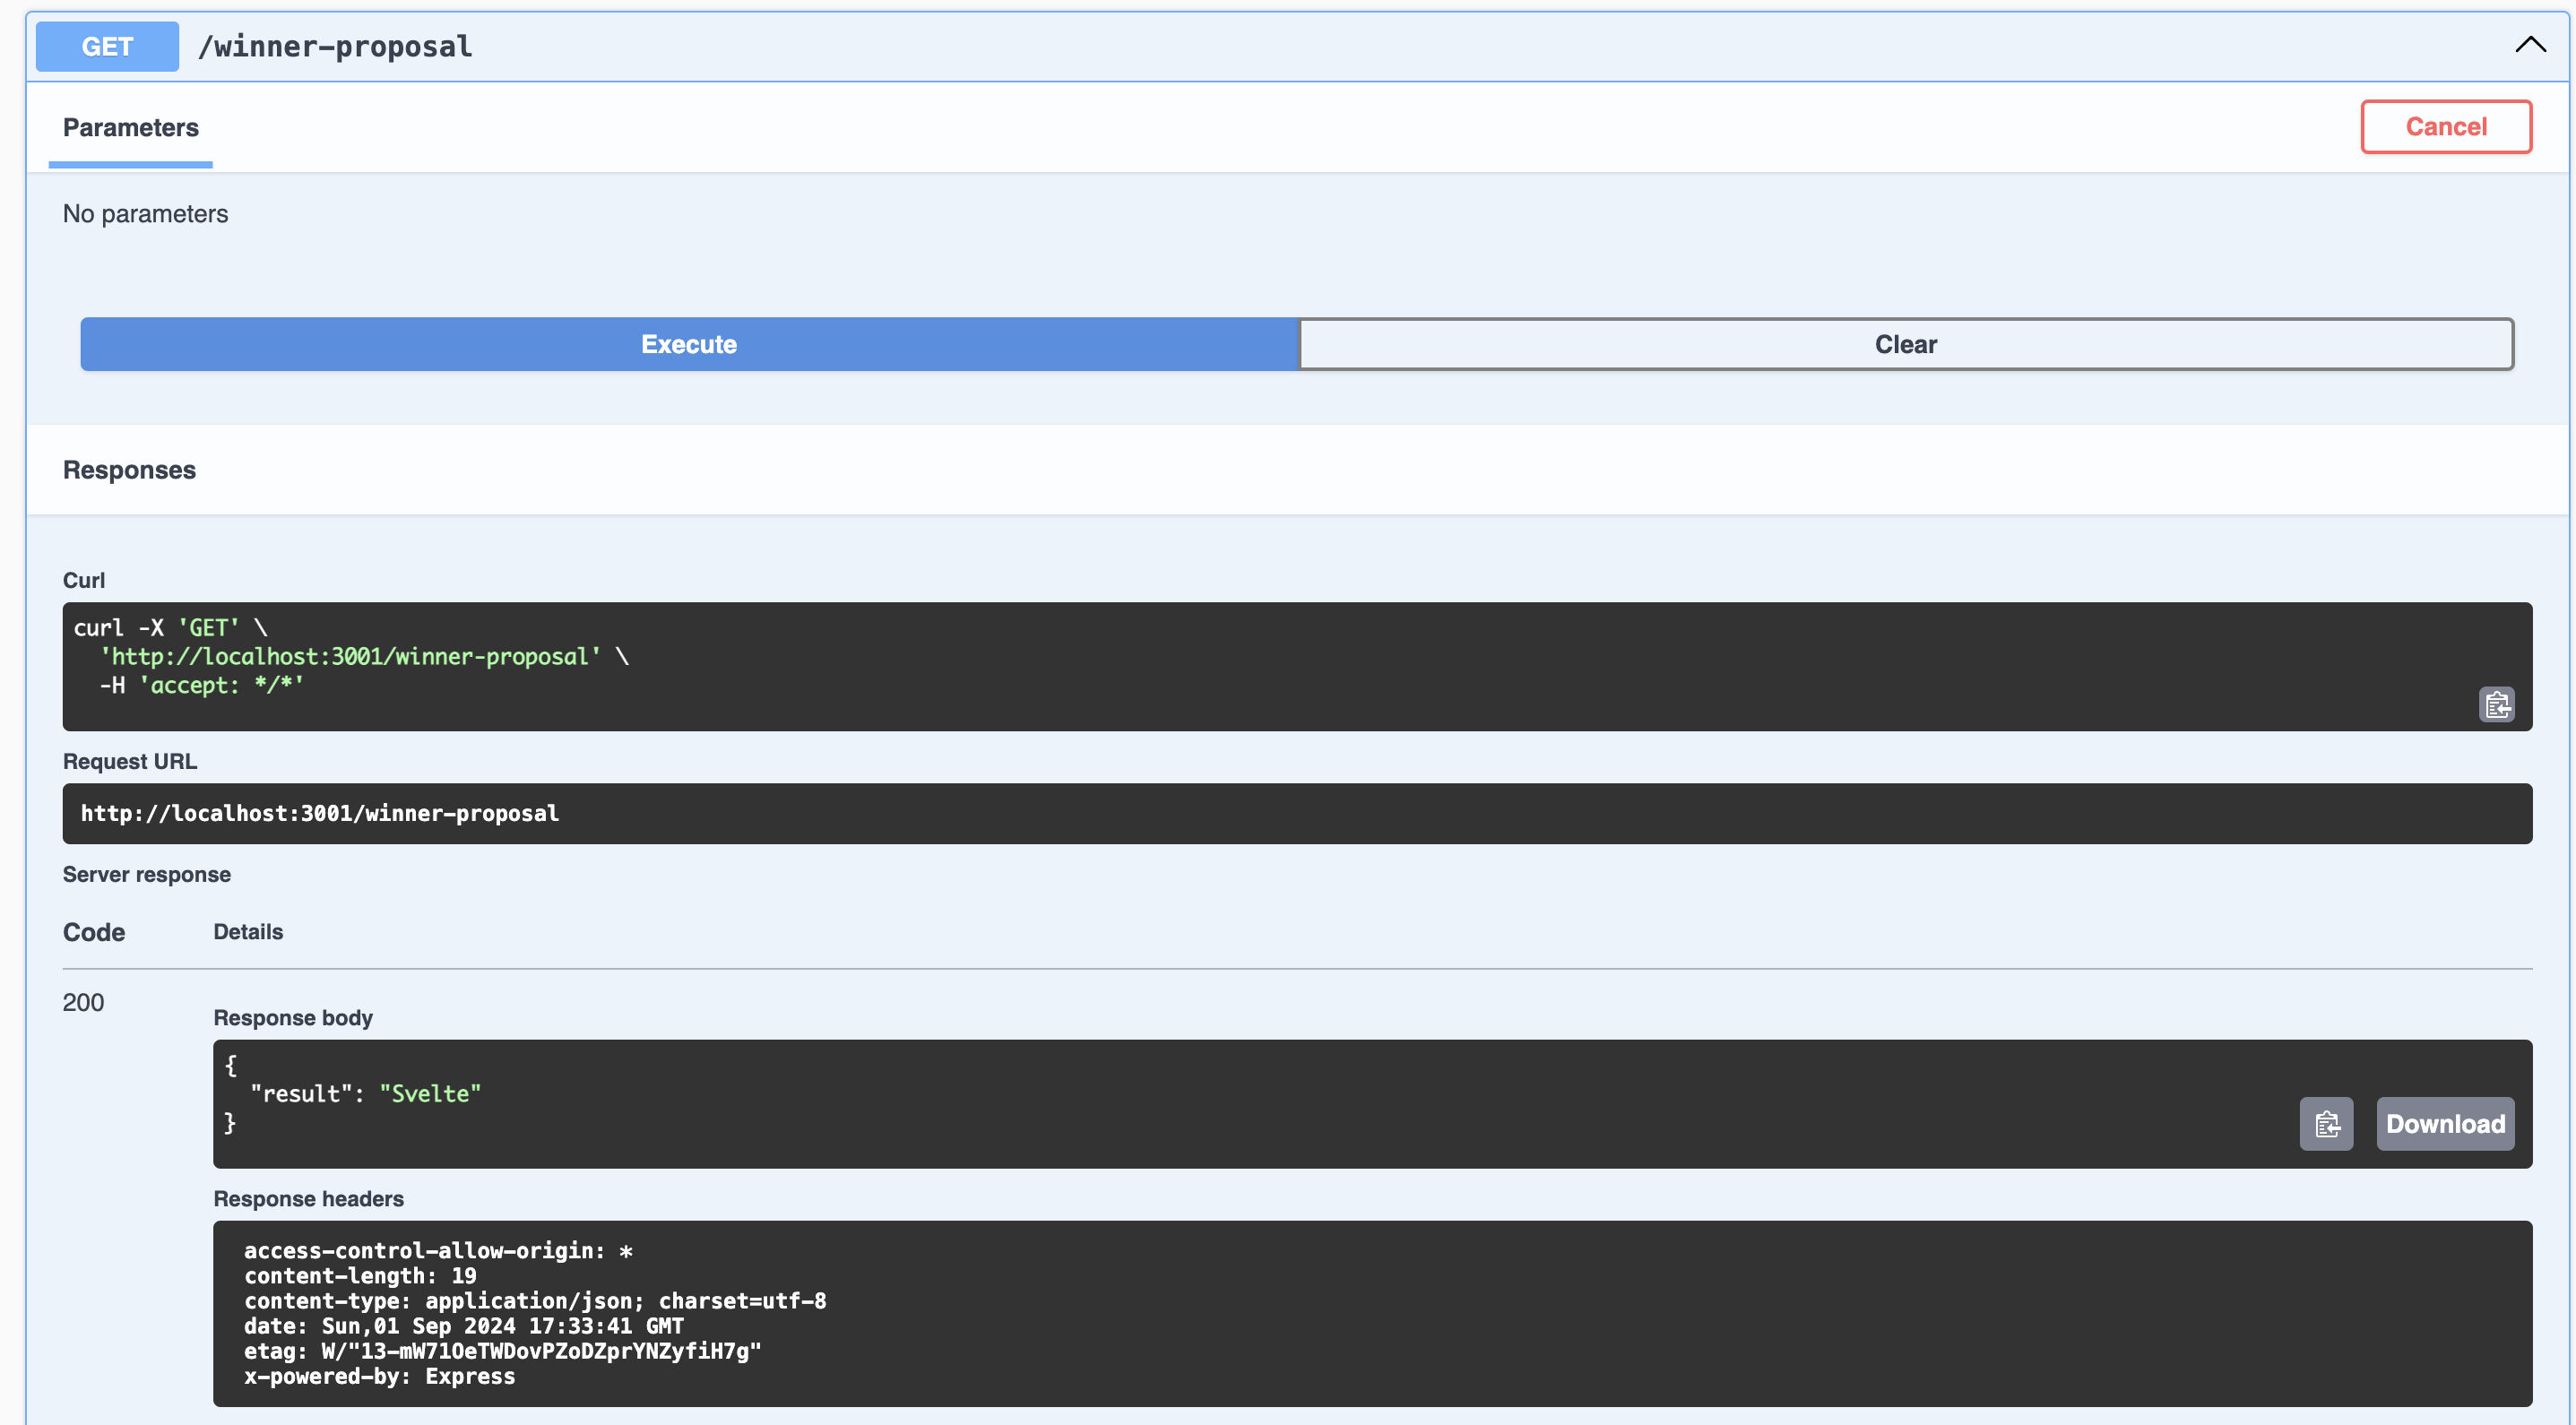 GET /winner-proposal
Parameters
Cancel
No parameters
Execute
Clear
Responses
Curl
curl -X 'GET' \
  'http://localhost:3001/winner-proposal' \
  -H 'accept: */*'
Request URL
http://localhost:3001/winner-proposal
Server response
Code Details
200
Response body
{
  "result": "Svelte"
}
Download
Response headers
access-control-allow-origin: *
content-length: 19
content-type: application/json; charset=utf-8
date: Sun,01 Sep 2024 17:33:41 GMT
etag: W/"13-mW71OeTWDovPZoDZprYNZyfiH7g"
x-powered-by: Express